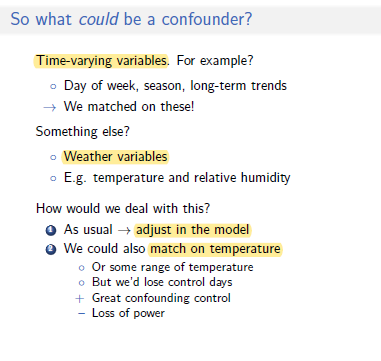 So what could be a confounder?
Time-varying variables. For example?
◦ Day of week, season, long-term trends
→ We matched on these!
Something else?
◦ Weather variables
◦ E.g. temperature and relative humidity
How would we deal with this?
1 As usual → adjust in the model
2 We could also match on temperature
◦ Or some range of temperature
◦ But we'd lose control days
+ Great confounding control
− Loss of power